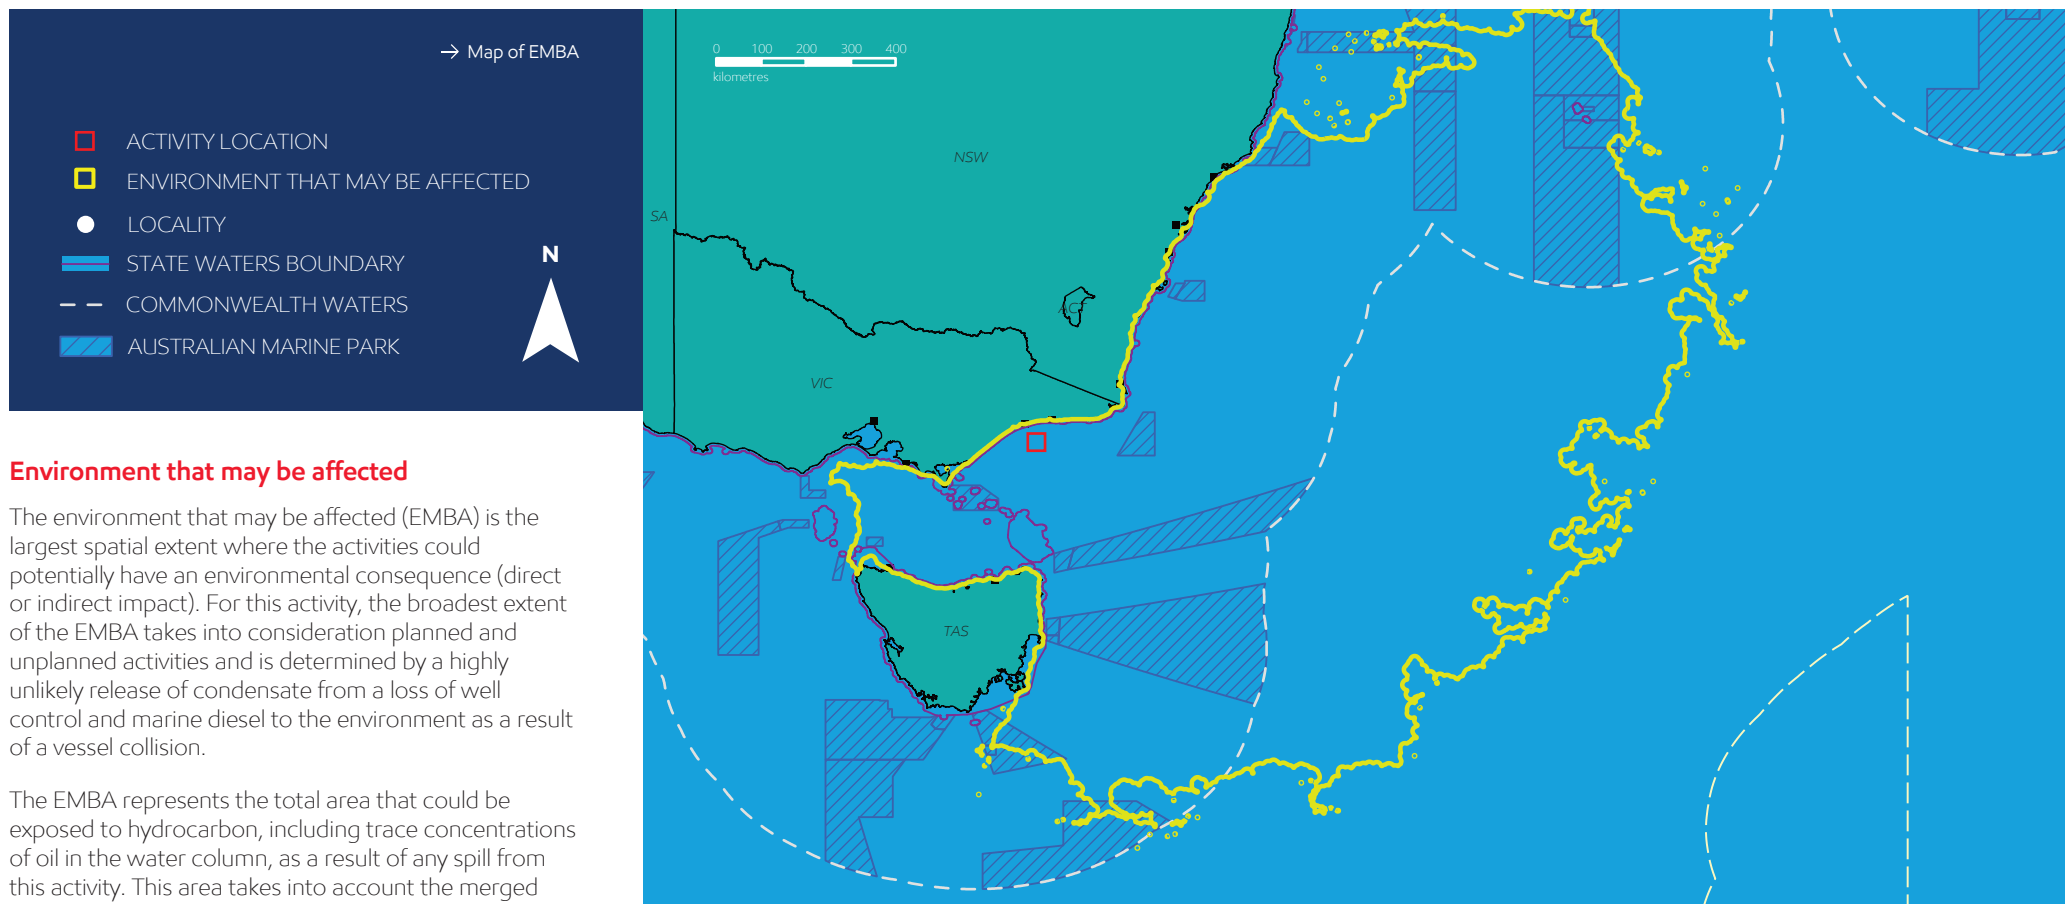 → Map of EMBA
ACTIVITY LOCATION
ENVIRONMENT THAT MAY BE AFFECTED
LOCALITY
STATE WATERS BOUNDARY
COMMONWEALTH WATERS
AUSTRALIAN MARINE PARK
N
Environment that may be affected
The environment that may be affected (EMBA) is the
largest spatial extent where the activities could
potentially have an environmental consequence (direct
or indirect impact). For this activity, the broadest extent
of the EMBA takes into consideration planned and
unplanned activities and is determined by a highly
unlikely release of condensate from a loss of well
control and marine diesel to the environment as a result
of a vessel collision.
The EMBA represents the total area that could be
exposed to hydrocarbon, including trace concentrations
of oil in the water column, as a result of any spill from
this activity. This area takes into account the merged
0 100 200 300 400
kilometres
NSW
SA
ACT
VIC
TAS